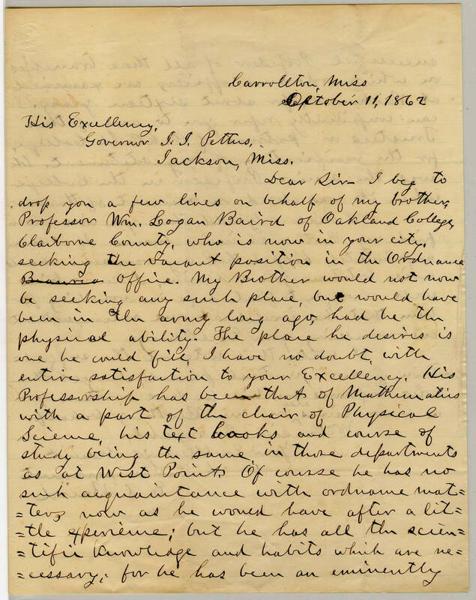 Carrollton, Miss
October 11, 1862
His Excellency,
Governor J. J. Pettus,
Jackson, Miss.
Dear Sir I beg to
drop you a few lines on behalf of my brother,
Professor Wm. Logan Baird of Oakland College,
Claiborne County, who is now in your city,
seeking the vacant position in the Ordnance
office. My Brother would not now
be seeking any such place, but would have
been in the army long ago, had he the
physical ability. The place he desires is
one he could fill, I have no doubt, with
entire satisfaction to your Excellency. His
Professorship has been that of Mathematics
with a part of the chair of Physical
Science, his text books and course of
study being the same, in those departments
as at West Point. Of course he has no
such acquaintance with ordnance mat=
=ters now as he would have after a lit=
=tle experience; but he has all the scien=
=tific knowledge and habits which are ne=
=cessary; for he has been an eminently